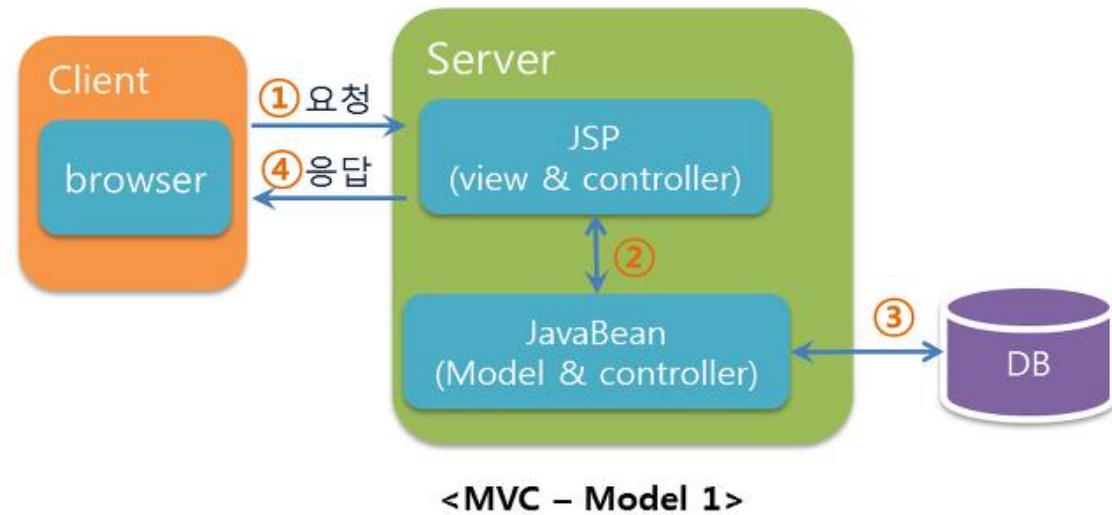 Client
browser
①요청
④응답
Server
JSP
(view & controller)
②
JavaBean
(Model & controller)
③
DB
<MVC – Model 1>